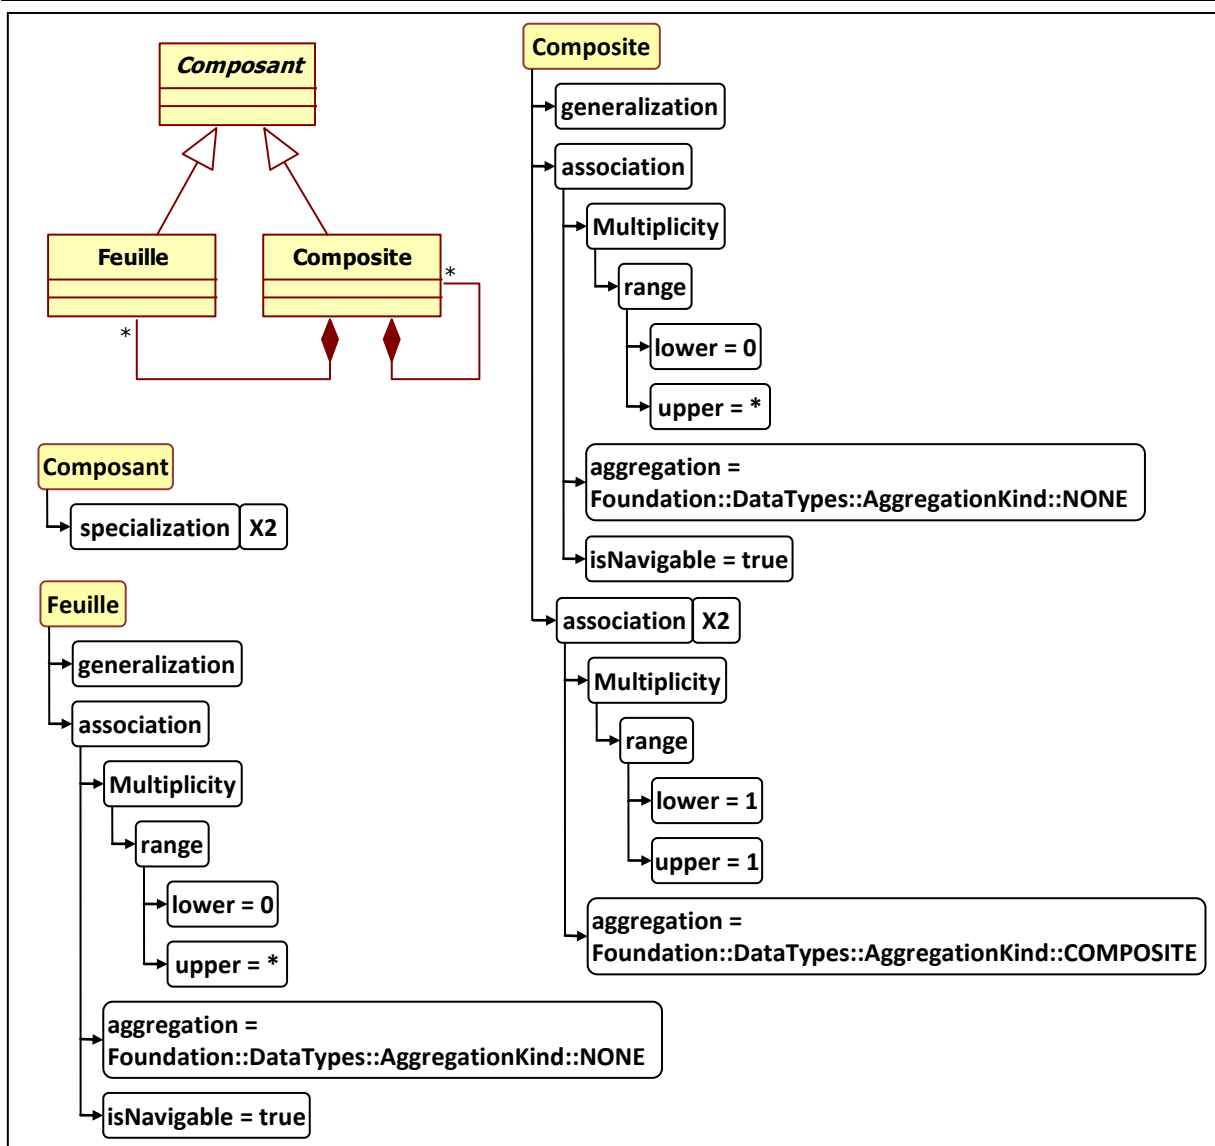 Composant
Feuille
Composite
*
*
Composant
specialization X2
Feuille
generalization
association
Multiplicity
range
lower = 0
upper = *
aggregation =
Foundation::DataTypes::AggregationKind::NONE
isNavigable = true
Composite
generalization
association
Multiplicity
range
lower = 0
upper = *
aggregation =
Foundation::DataTypes::AggregationKind::NONE
isNavigable = true
association X2
Multiplicity
range
lower = 1
upper = 1
aggregation =
Foundation::DataTypes::AggregationKind::COMPOSITE